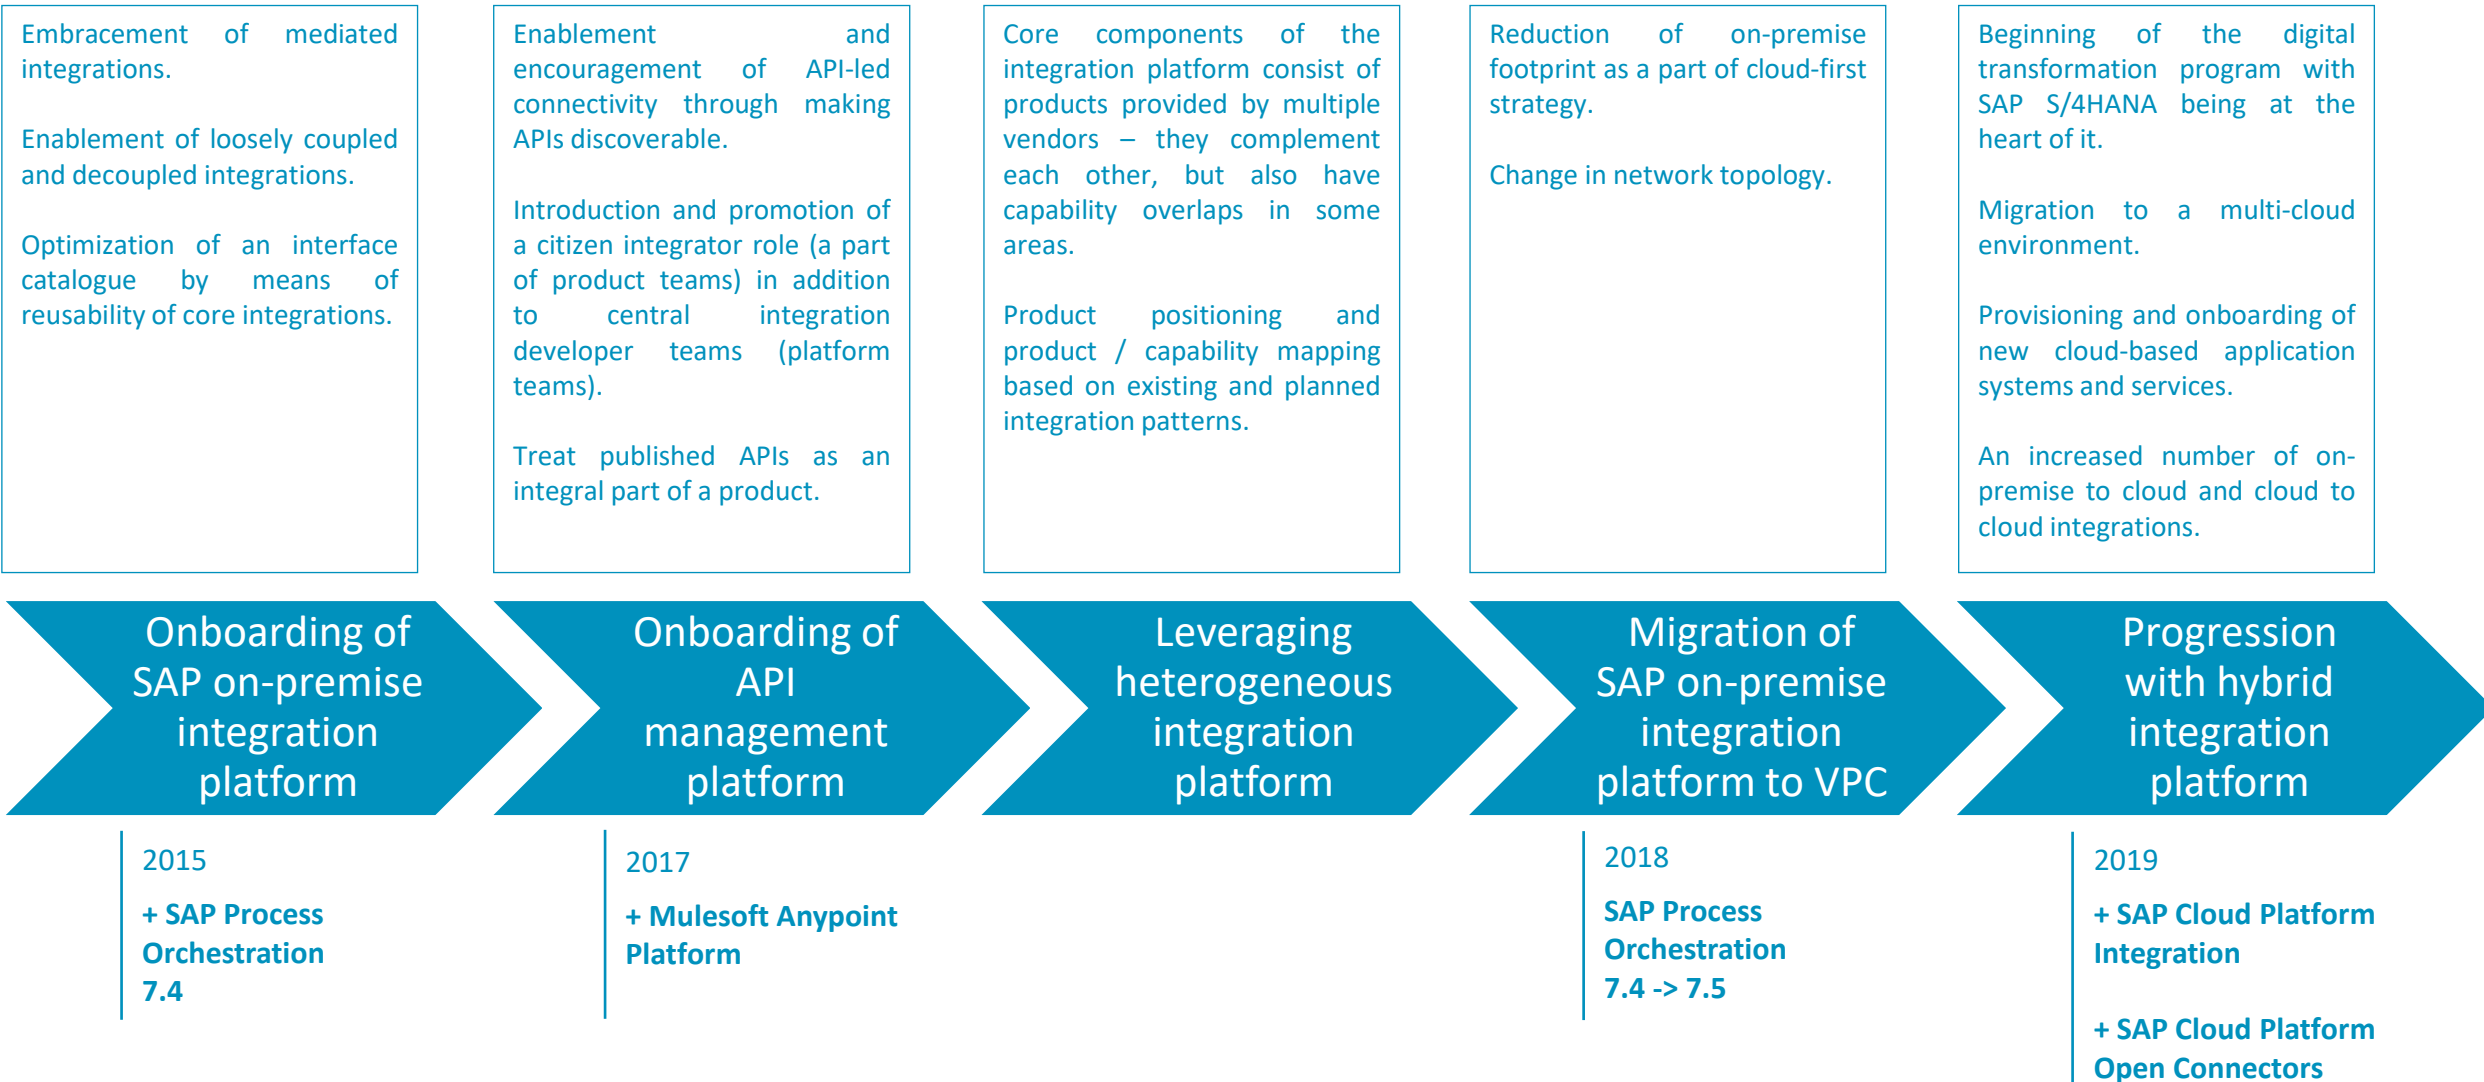 Embracement of mediated
integrations.
Enablement of loosely coupled
and decoupled integrations.
Optimization of an interface
catalogue by means of
reusability of core integrations.
Enablement and
encouragement of API-led
connectivity through making
APIs discoverable.
Introduction and promotion of
a citizen integrator role (a part
of product teams) in addition
to central integration
developer teams (platform
teams).
Treat published APIs as an
integral part of a product.
Core components of the
integration platform consist of
products provided by multiple
vendors – they complement
each other, but also have
capability overlaps in some
areas.
Product positioning and
product / capability mapping
based on existing and planned
integration patterns.
Reduction of on-premise
footprint as a part of cloud-first
strategy.
Change in network topology.
Beginning of the digital
transformation program with
SAP S/4HANA being at the
heart of it.
Migration to a multi-cloud
environment.
Provisioning and onboarding of
new cloud-based application
systems and services.
An increased number of on-
premise to cloud and cloud to
cloud integrations.
Onboarding of
SAP on-premise
integration
platform
Onboarding of
API
management
platform
Leveraging
heterogeneous
integration
platform
Migration of
SAP on-premise
integration
platform to VPC
Progression
with hybrid
integration
platform
2015
+ SAP Process
Orchestration
7.4
2017
+ Mulesoft Anypoint
Platform
2018
SAP Process
Orchestration
7.4 -> 7.5
2019
+ SAP Cloud Platform
Integration
+ SAP Cloud Platform
Open Connectors